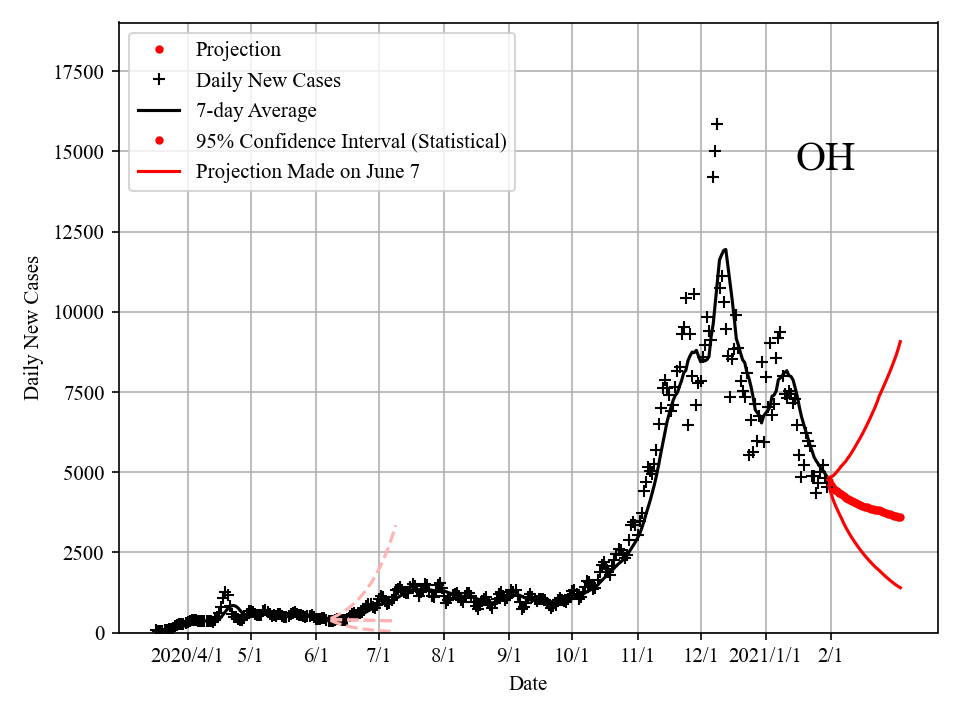 Projection
Daily New Cases
7-day Average
95% Confidence Interval (Statistical)
Projection Made on June 7
OH
17500
15000
12500
10000
7500
5000
2500
0
Daily New Cases
2020/4/1 5/1 6/1 7/1 8/1 9/1 10/1 11/1 12/1 2021/1/1 2/1
Date